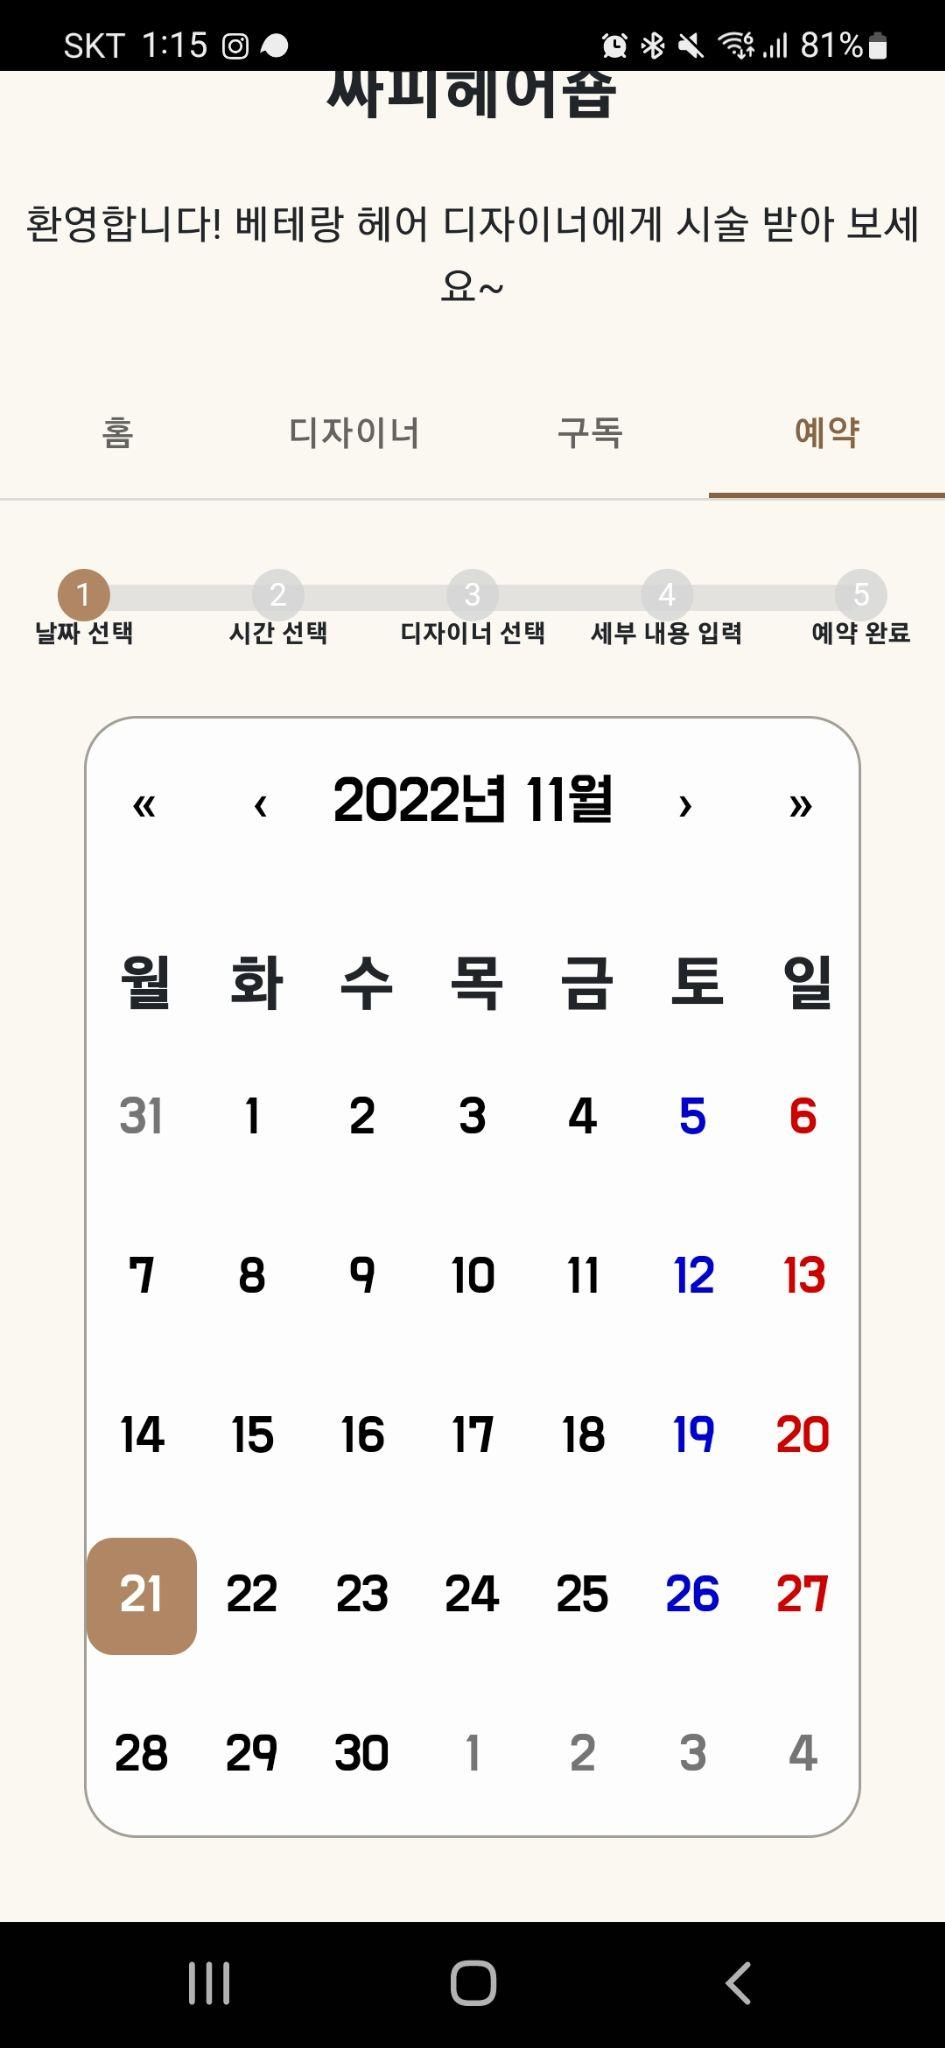 SKT 1:15 81%
싸피헤어숍
환영합니다! 베테랑 헤어 디자이너에게 시술 받아 보세
요~
홈 디자이너 구독 예약
1 2 3 4 5
날짜 선택 시간 선택 디자이너 선택 세부 내용 입력 예약 완료
« ‹ 2022년 11월 › »
월 화 수 목 금 토 일
31 1 2 3 4 5 6
7 8 9 10 11 12 13
14 15 16 17 18 19 20
21 22 23 24 25 26 27
28 29 30 1 2 3 4